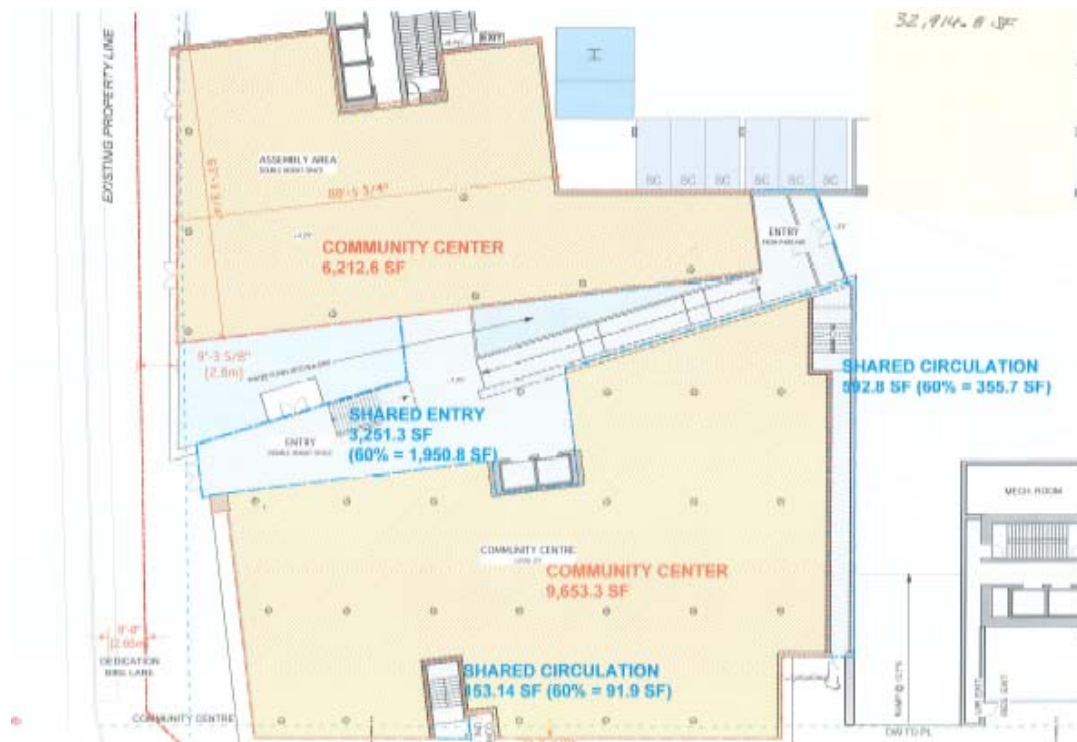 32,914.8 SF
EXISTING PROPERTY LINE
EXIT
H
ASSEMBLY AREA
DOUBLE HEIGHT SPACE
88'-5 3/4"
SC SC SC SC SC SC
ENTRY
COMMUNITY CENTER
6,212.6 SF
9'-3 5/8"
[2.8m]
SHARED CIRCULATION
592.8 SF (60% = 355.7 SF)
SHARED ENTRY
3,251.3 SF
(60% = 1,950.8 SF)
ENTRY
DOUBLE HEIGHT SPACE
MECH. ROOM
COMMUNITY CENTRE
COMMUNITY CENTER
9,653.3 SF
DEDICATION
BIKE LANE
SHARED CIRCULATION
153.14 SF (60% = 91.9 SF)
COMMUNITY CENTRE